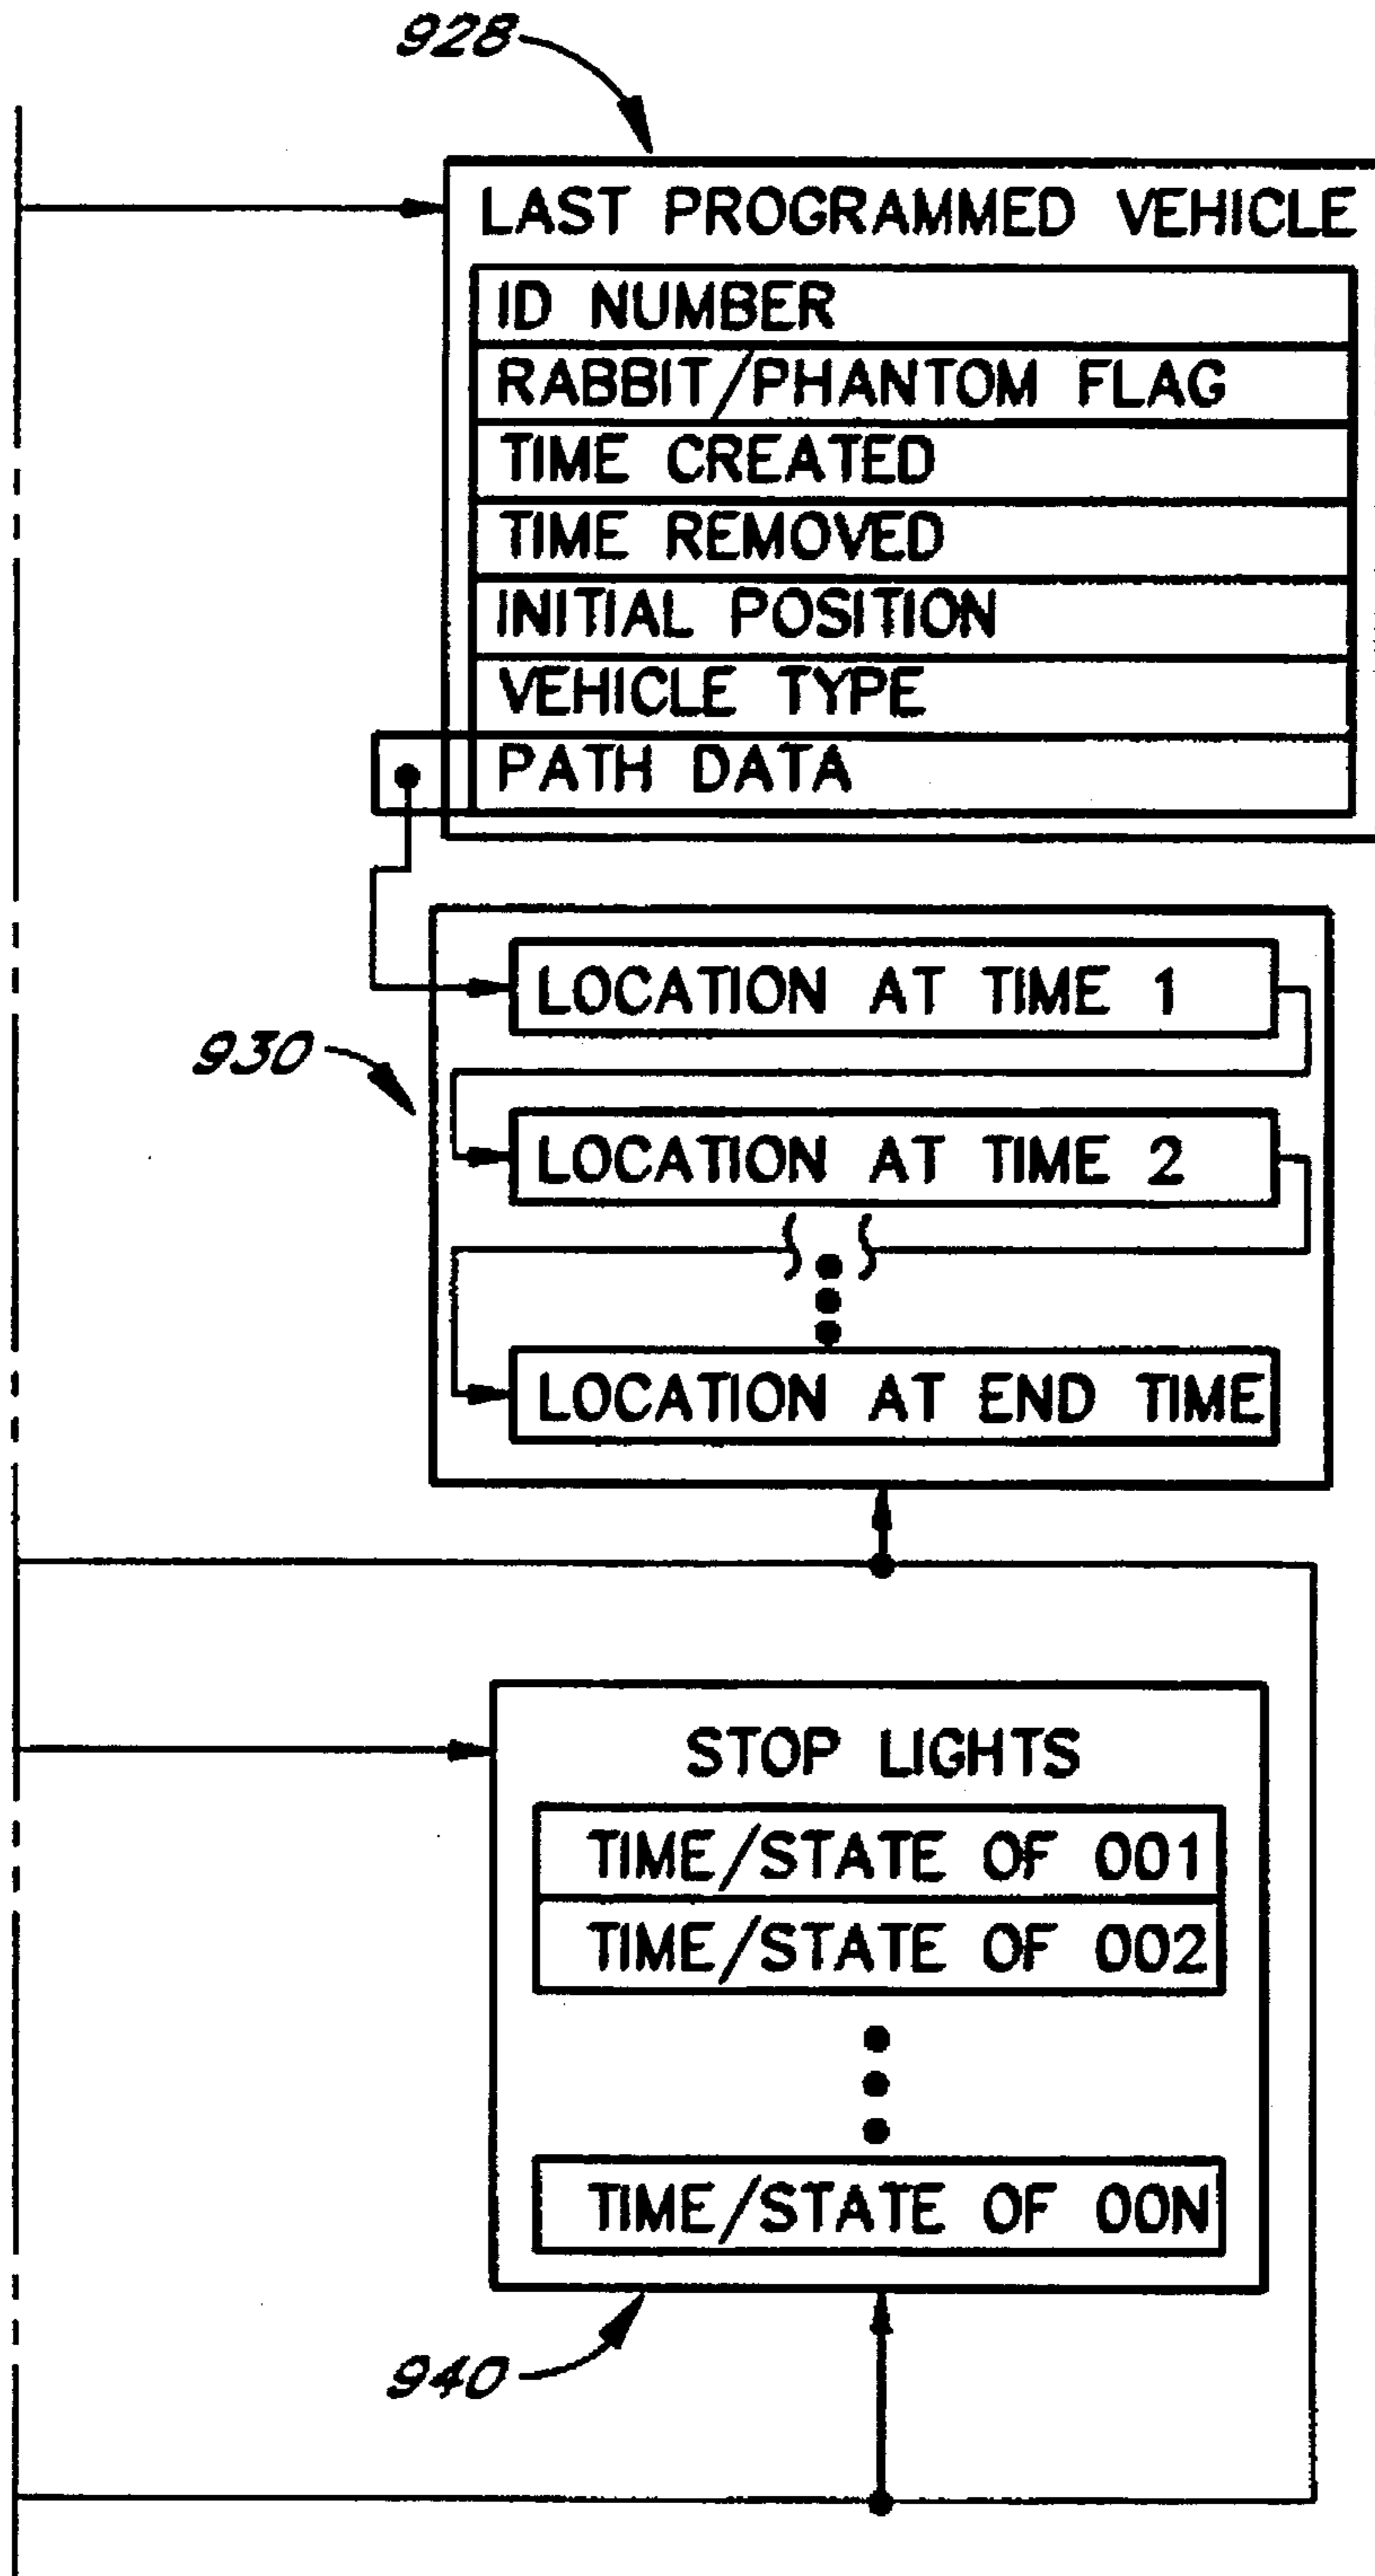 928
LAST PROGRAMMED VEHICLE
ID NUMBER
RABBIT/PHANTOM FLAG
TIME CREATED
TIME REMOVED
INITIAL POSITION
VEHICLE TYPE
PATH DATA
LOCATION AT TIME 1
930
LOCATION AT TIME 2
LOCATION AT END TIME
STOP LIGHTS
TIME/STATE OF 001
TIME/STATE OF 002
TIME/STATE OF 00N
940